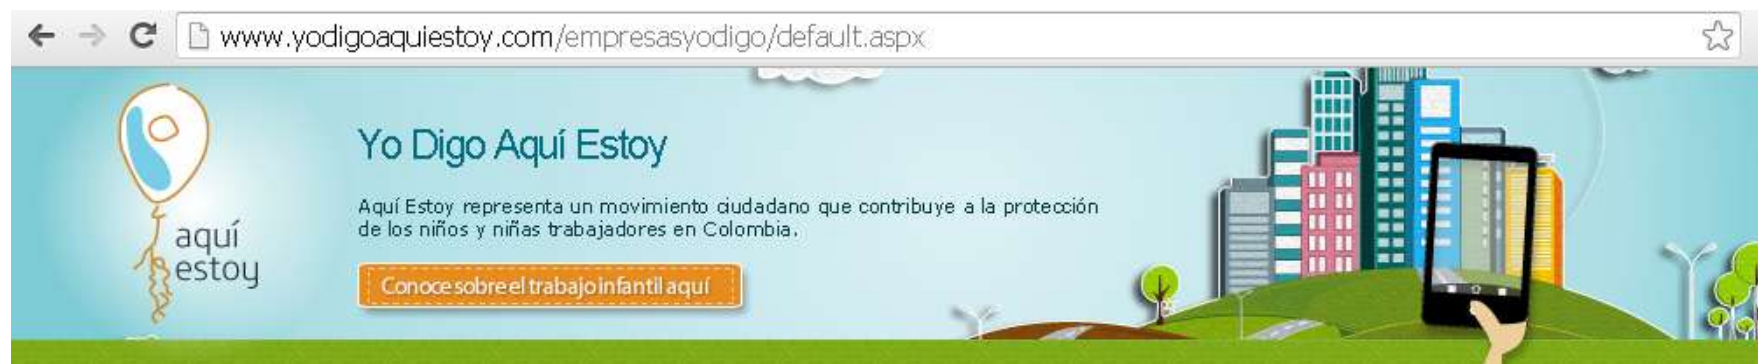 www.yodigoaquiestoy.com/empresasyodigo/default.aspx
aquí
estoy
Yo Digo Aquí Estoy
Aquí Estoy representa un movimiento ciudadano que contribuye a la protección
de los niños y niñas trabajadores en Colombia.
Conoce sobre el trabajo infantil aquí